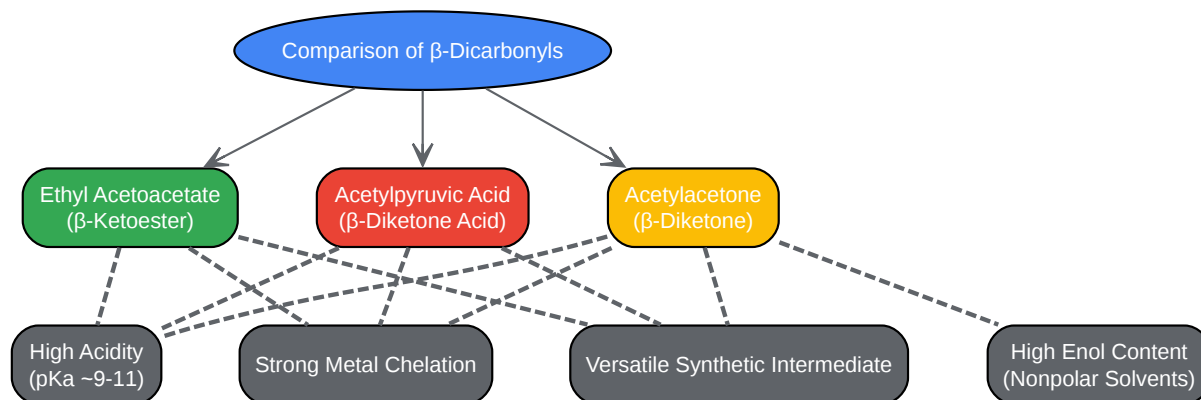 Comparison of β-Dicarbonyls
Ethyl Acetoacetate
(β-Ketoester)
Acetylpyruvic Acid
(β-Diketone Acid)
Acetylacetone
(β-Diketone)
High Acidity
(pKa ~9-11)
Strong Metal Chelation
Versatile Synthetic Intermediate
High Enol Content
(Nonpolar Solvents)